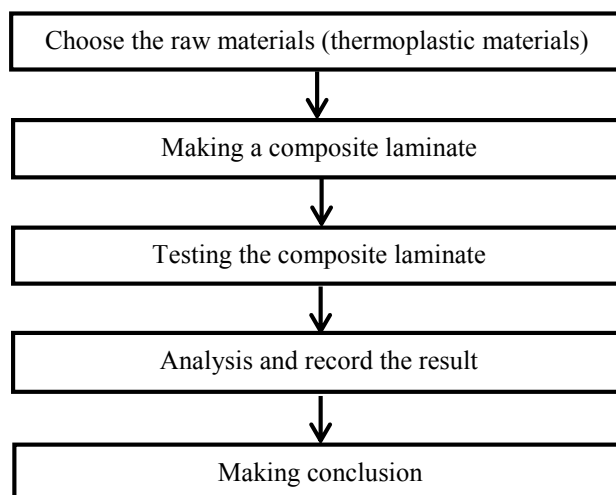 Choose the raw materials (thermoplastic materials)
Making a composite laminate
Testing the composite laminate
Analysis and record the result
Making conclusion